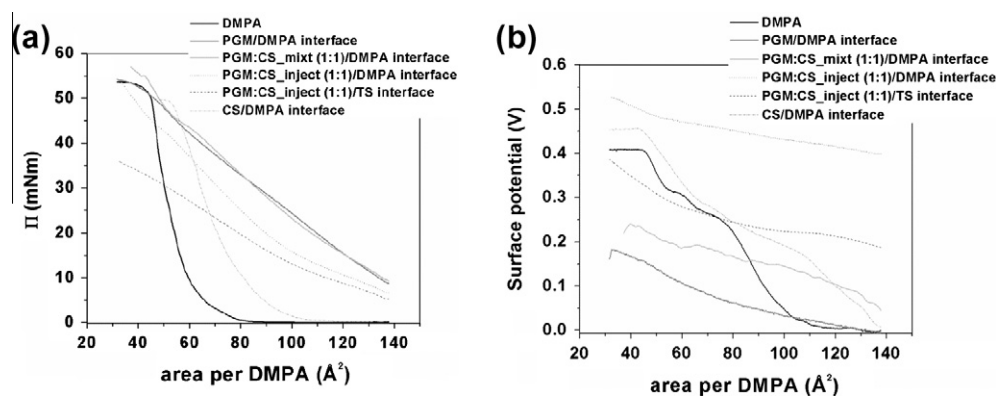 (a)
DMPA
PGM/DMPA interface
PGM:CS_mixt (1:1)/DMPA interface
PGM:CS_inject (1:1)/DMPA interface
PGM:CS_inject (1:1)/TS interface
CS/DMPA interface
60
50
40
30
20
10
0
Π (mNm)
20 40 60 80 100 120 140
area per DMPA (Å²)
(b)
DMPA
PGM/DMPA interface
PGM:CS_mixt (1:1)/DMPA interface
PGM:CS_inject (1:1)/DMPA interface
PGM:CS_inject (1:1)/TS interface
CS/DMPA interface
0.6
0.5
0.4
0.3
0.2
0.1
0.0
Surface potential (V)
20 40 60 80 100 120 140
area per DMPA (Å²)